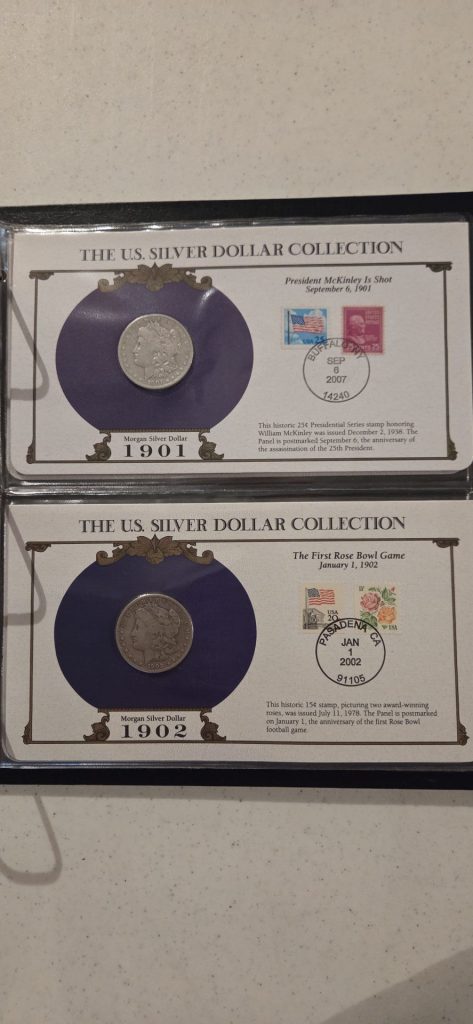 THE U.S. SILVER DOLLAR COLLECTION
President McKinley Is Shot
September 6, 1901
USA 25
BUFFALO NY
SEP
6
2007
14240
Morgan Silver Dollar
1901
This historic 25¢ Presidential Series stamp honoring
William McKinley was issued December 2, 1938. The
Panel is postmarked September 6, the anniversary of
the assassination of the 25th President.
THE U.S. SILVER DOLLAR COLLECTION
The First Rose Bowl Game
January 1, 1902
USA
20
USA
PASADENA CA
JAN
1
2002
91105
Morgan Silver Dollar
1902
This historic 15¢ stamp, picturing two award-winning
roses, was issued July 11, 1978. The Panel is postmarked
on January 1, the anniversary of the first Rose Bowl
football game.